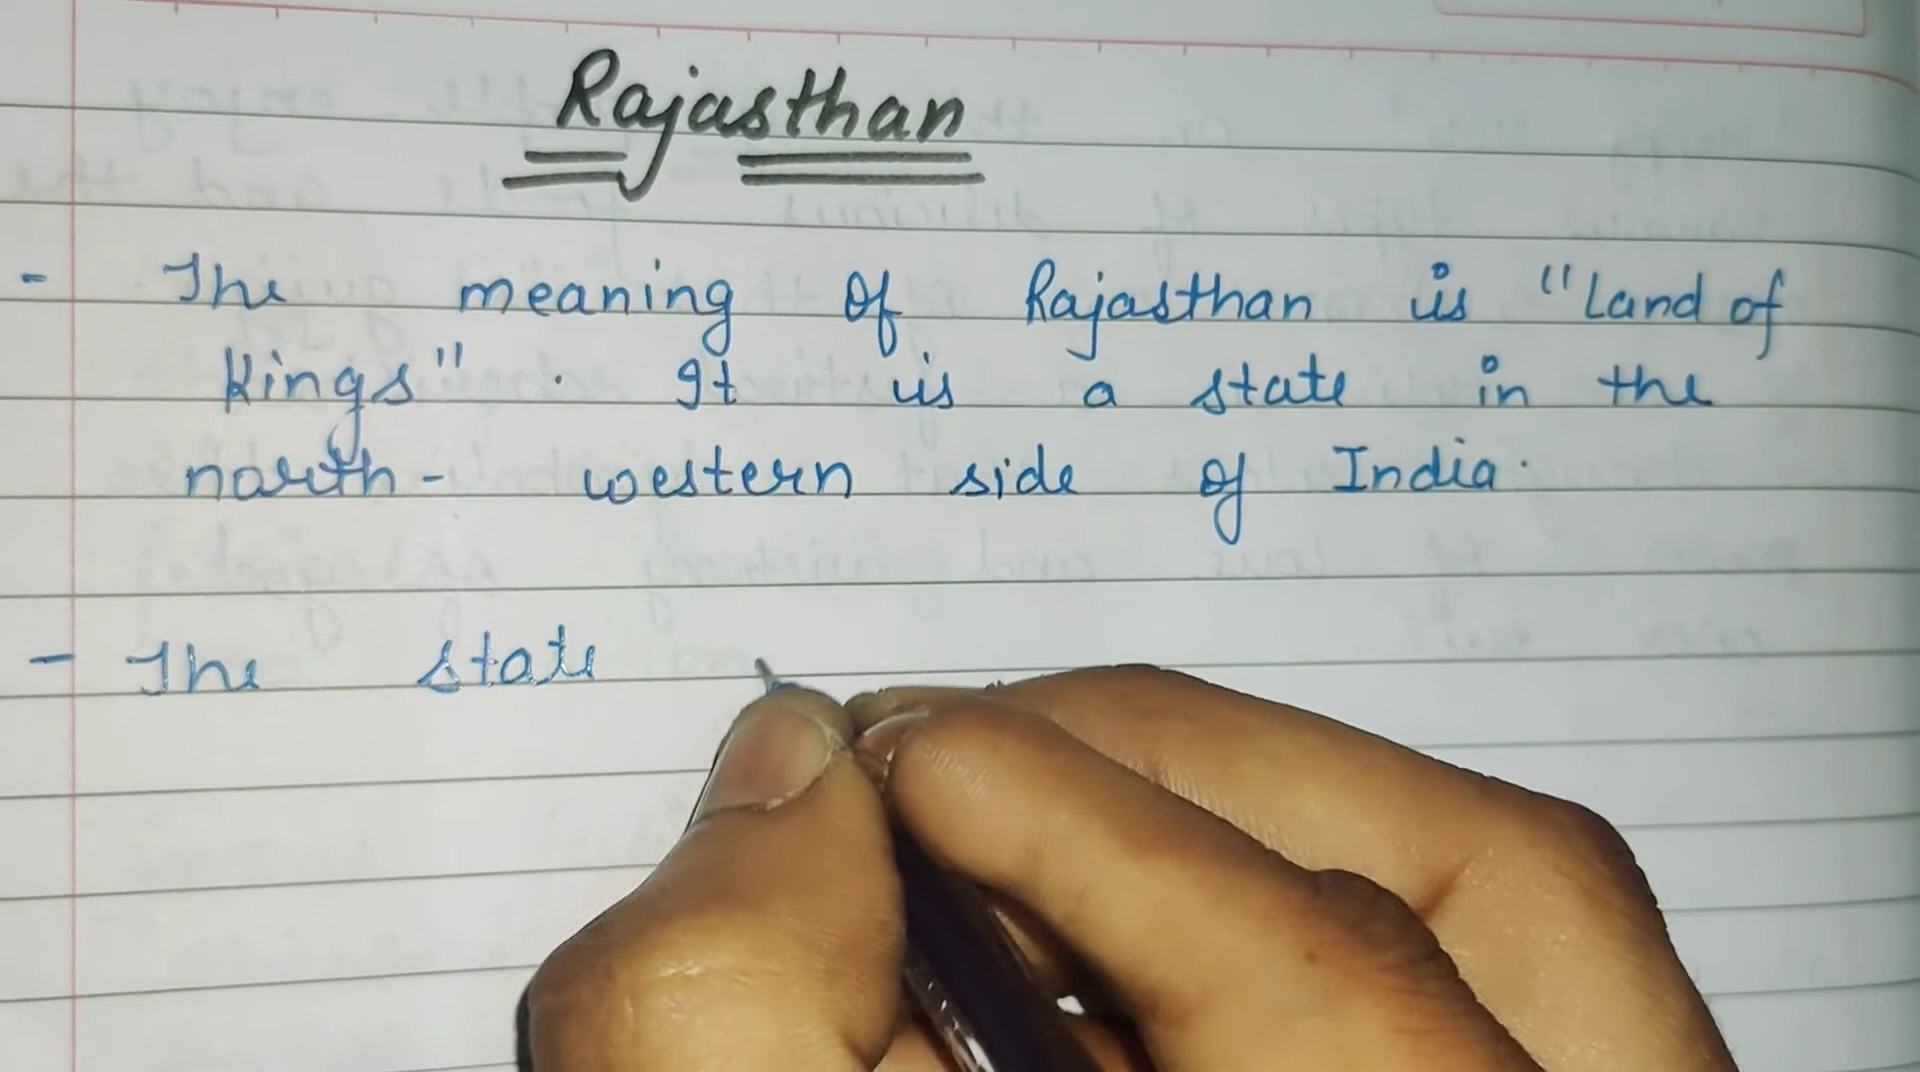 Rajasthan
- The meaning of Rajasthan is "Land of
Kings". It is a state in the
north- western side of India.
- The state